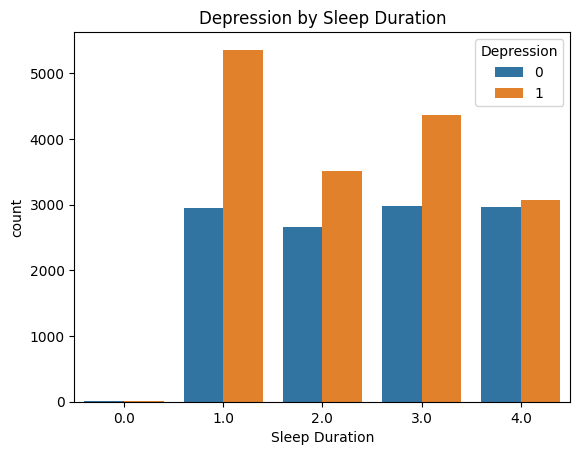 Depression by Sleep Duration
Depression
0
1
count
5000
4000
3000
2000
1000
0
0.0 1.0 2.0 3.0 4.0
Sleep Duration